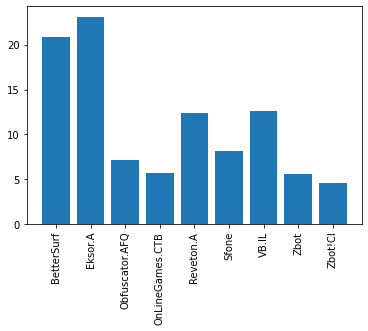 20
15
10
5
0
BetterSurf
Eksor.A
Obfuscator.AFQ
OnLineGames.CTB
Reveton.A
Sfone
VB.IL
Zbot
Zbot!CI